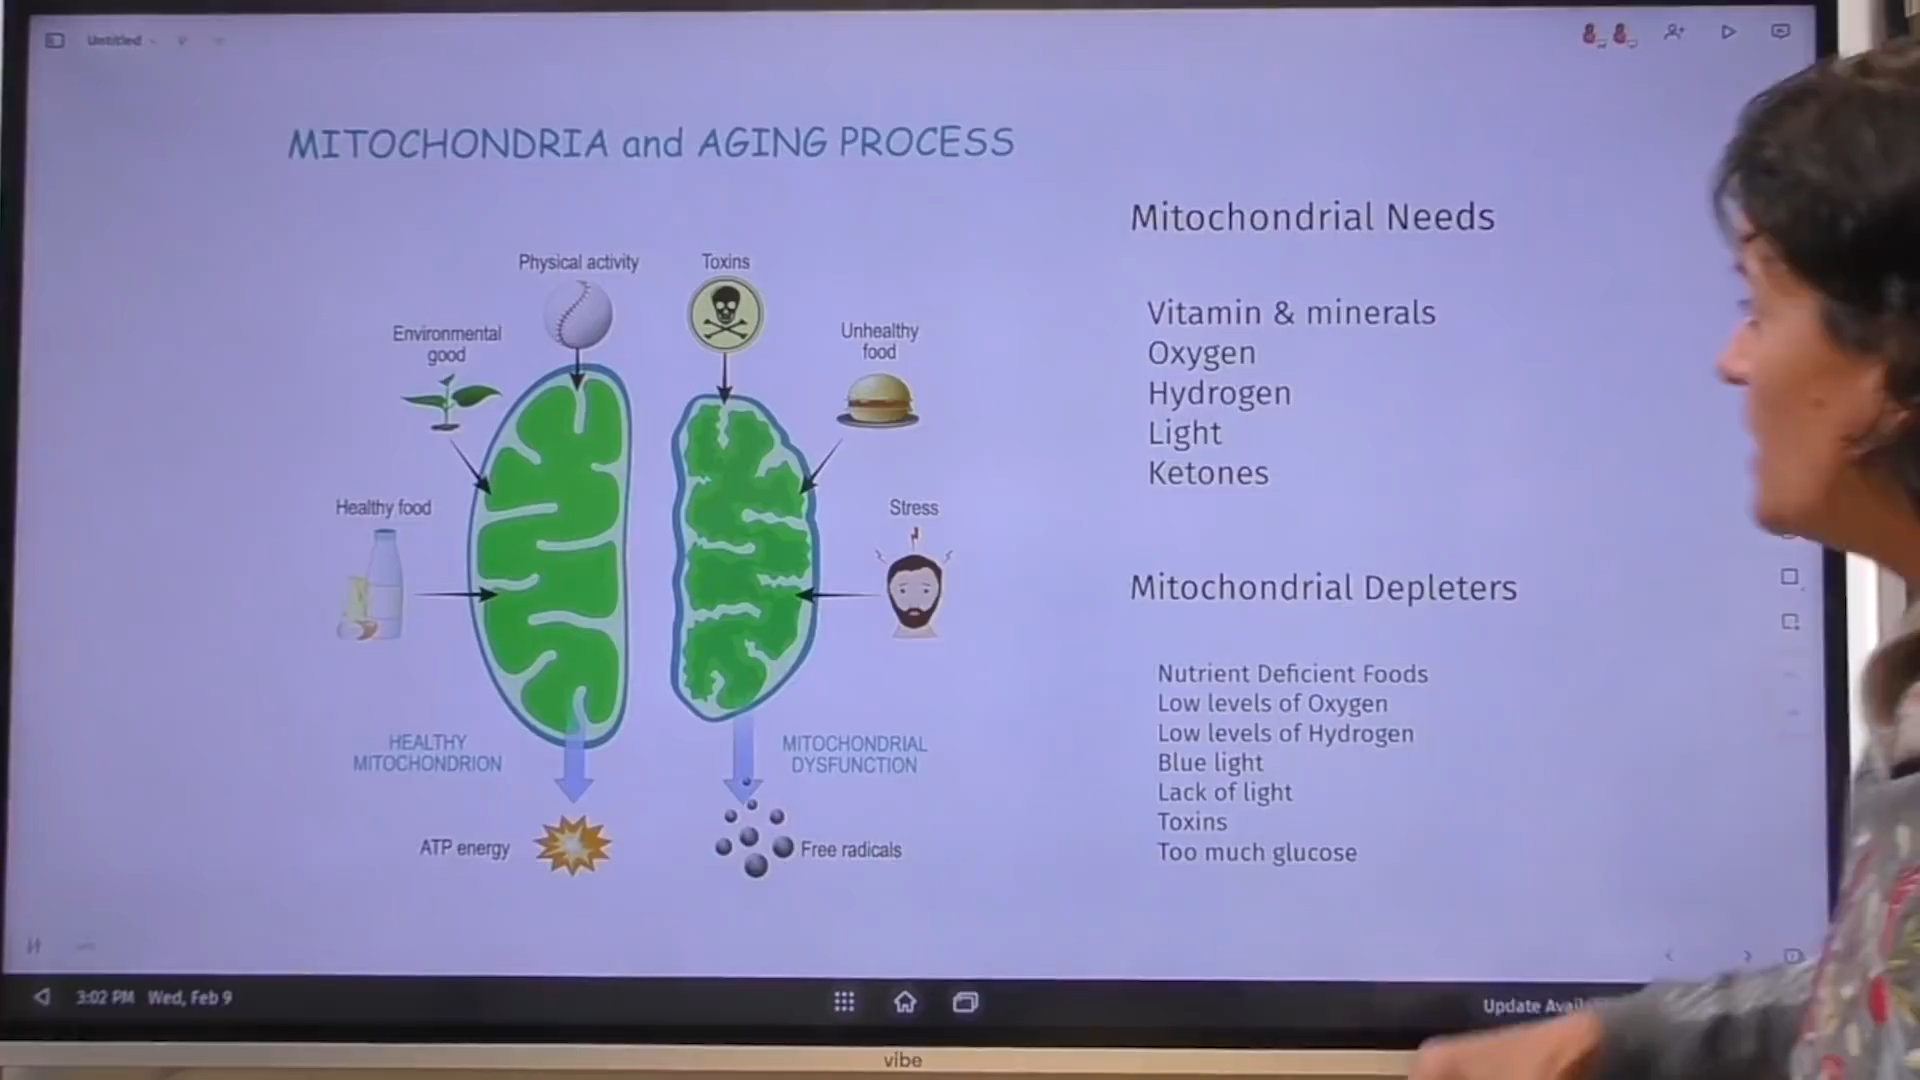 Untitled
MITOCHONDRIA and AGING PROCESS
Physical activity
Toxins
Environmental
good
Unhealthy
food
Healthy food
Stress
HEALTHY
MITOCHONDRION
MITOCHONDRIAL
DYSFUNCTION
ATP energy
Free radicals
Mitochondrial Needs
Vitamin & minerals
Oxygen
Hydrogen
Light
Ketones
Mitochondrial Depleters
Nutrient Deficient Foods
Low levels of Oxygen
Low levels of Hydrogen
Blue light
Lack of light
Toxins
Too much glucose
3:02 PM Wed, Feb 9
Update
vibe